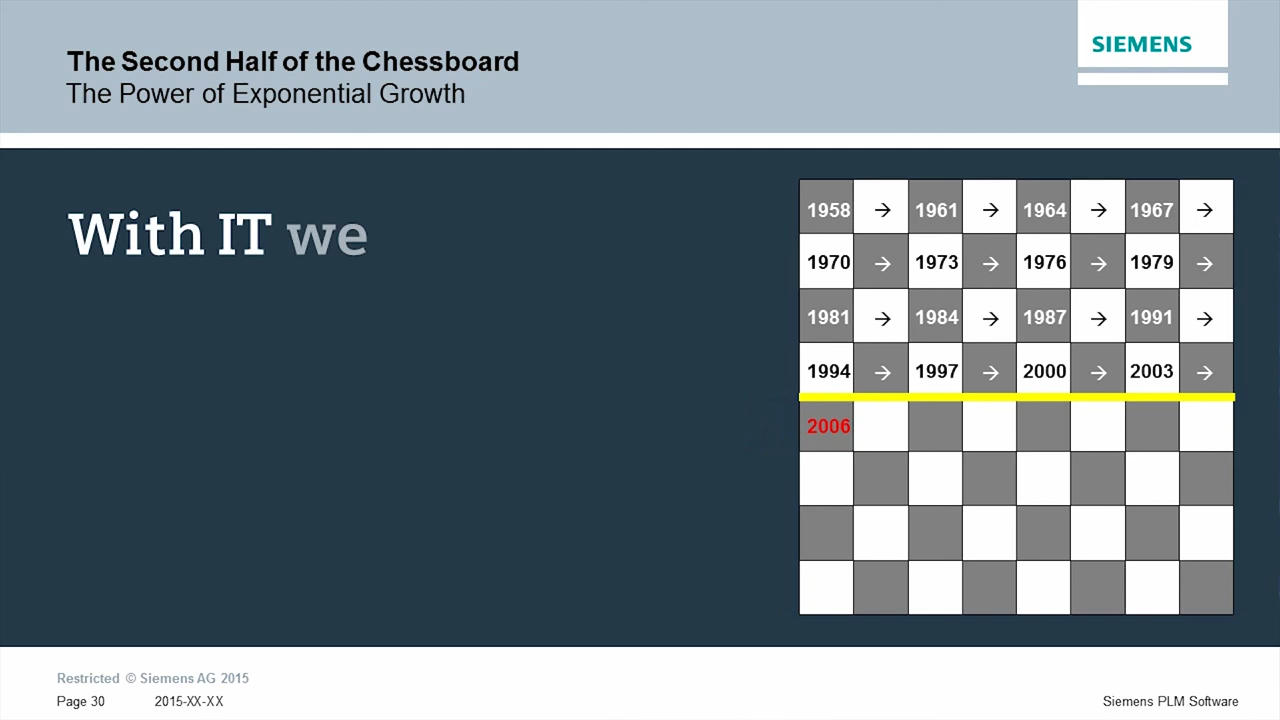 The Second Half of the Chessboard
The Power of Exponential Growth
SIEMENS
With IT we
1958 → 1961 → 1964 → 1967 →
1970 → 1973 → 1976 → 1979 →
1981 → 1984 → 1987 → 1991 →
1994 → 1997 → 2000 → 2003 →
2006
Restricted © Siemens AG 2015
Page 30 2015-XX-XX
Siemens PLM Software